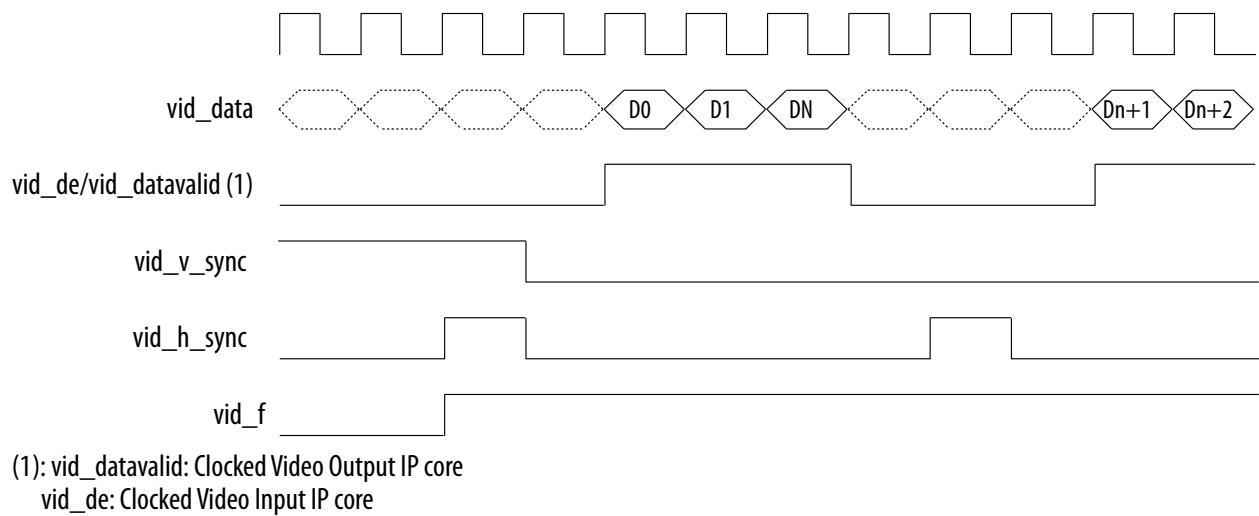 vid_data D0 D1 DN Dn+1 Dn+2
vid_de/vid_datavalid (1)
vid_v_sync
vid_h_sync
vid_f
(1): vid_datavalid: Clocked Video Output IP core
vid_de: Clocked Video Input IP core